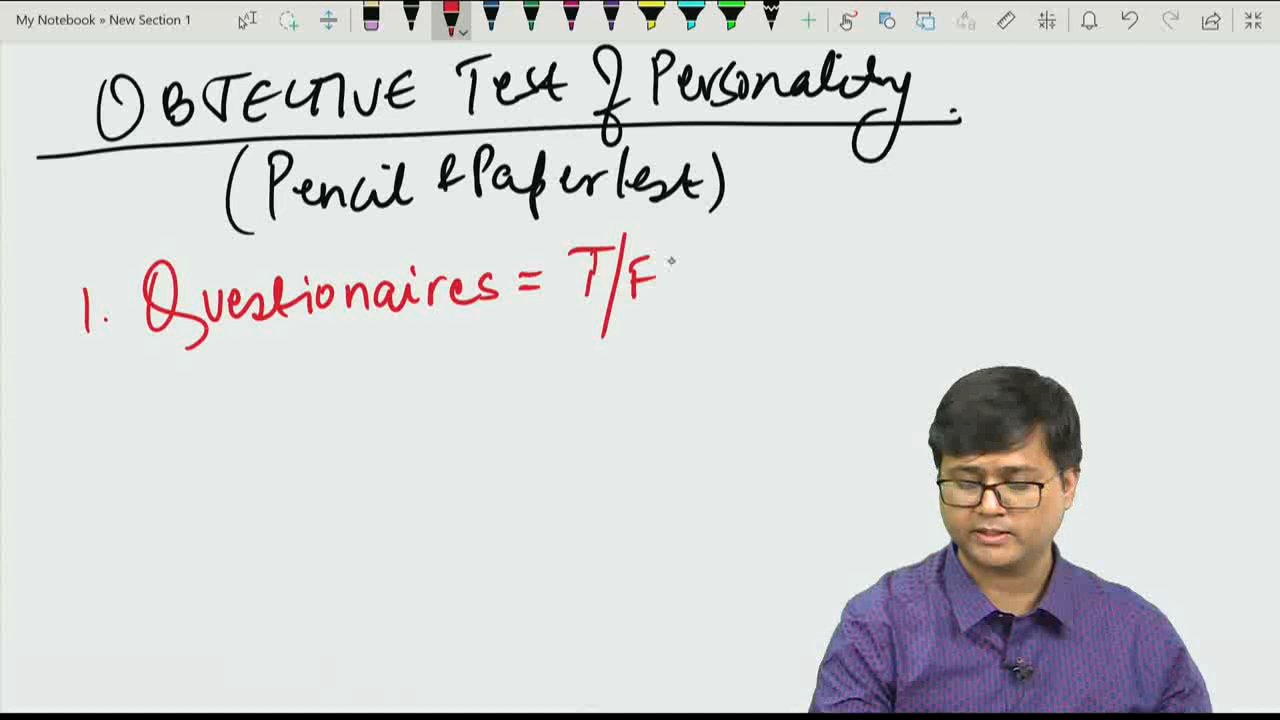 My Notebook » New Section 1
OBJECTIVE Test of Personality.
(Pencil & Paper Test)
1. Questionaires = T/F